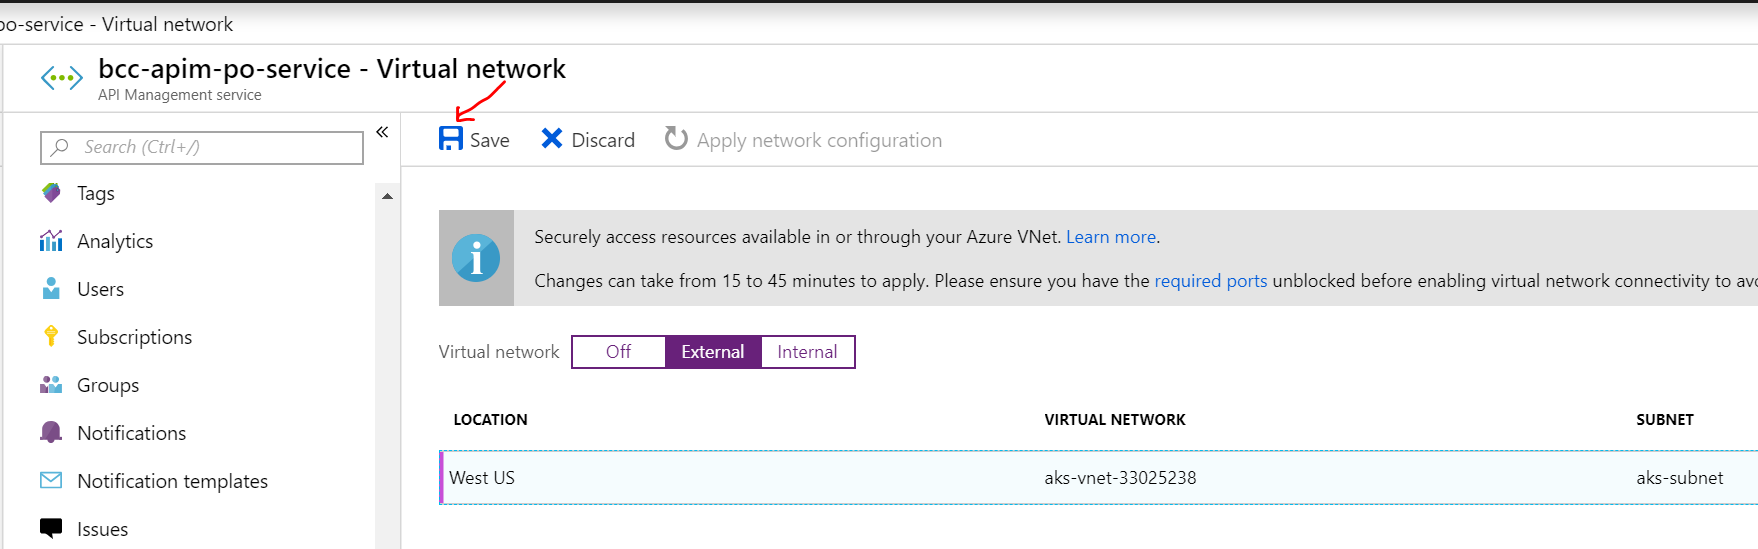 po-service - Virtual network
bcc-apim-po-service - Virtual network
API Management service
Search (Ctrl+/)
«
Tags
Analytics
Users
Subscriptions
Groups
Notifications
Notification templates
Issues
Save Discard Apply network configuration
Securely access resources available in or through your Azure VNet. Learn more.
Changes can take from 15 to 45 minutes to apply. Please ensure you have the required ports unblocked before enabling virtual network connectivity to
Virtual network Off External Internal
LOCATION VIRTUAL NETWORK SUBNET
West US aks-vnet-33025238 aks-subnet